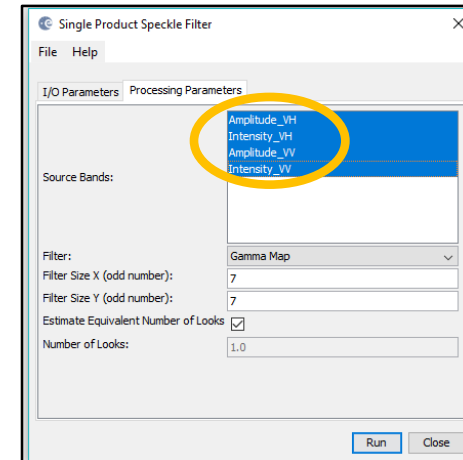 Single Product Speckle Filter
File Help
I/O Parameters Processing Parameters
Source Bands:
Amplitude_VH
Intensity_VH
Amplitude_VV
Intensity_VV
Filter: Gamma Map
Filter Size X (odd number): 7
Filter Size Y (odd number): 7
Estimate Equivalent Number of Looks
Number of Looks: 1.0
Run Close